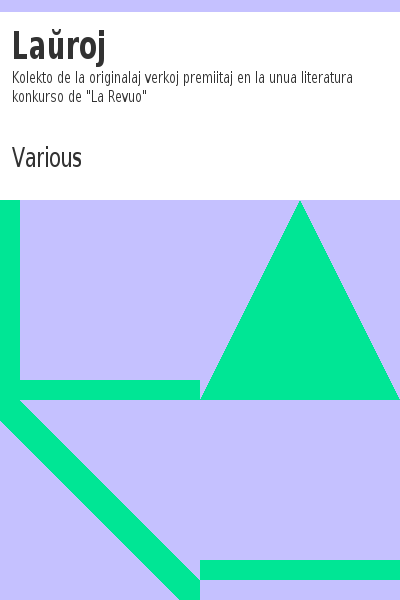 Laŭroj
Kolekto de la originalaj verkoj premiitaj en la unua literatura
konkurso de "La Revuo"
Various